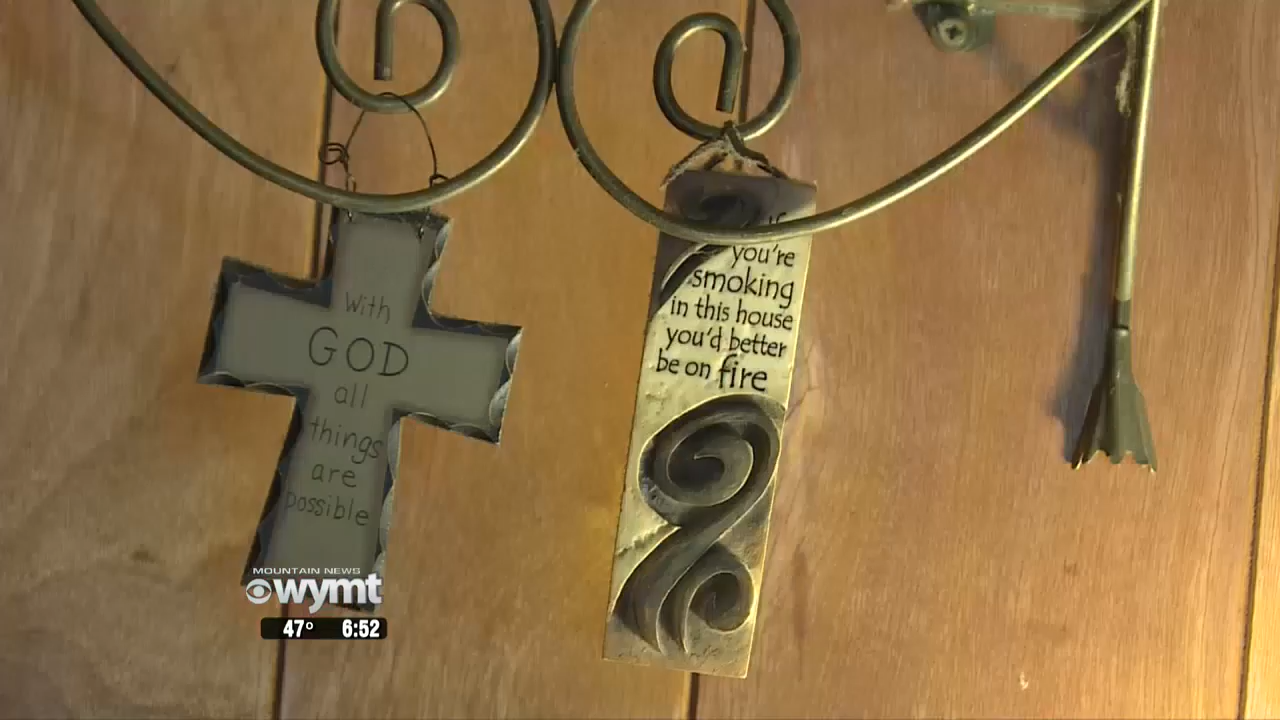 With
GOD
all
things
are
possible
If
you're
smoking
in this house
you'd better
be on fire
MOUNTAIN NEWS
wymt
47° 6:52